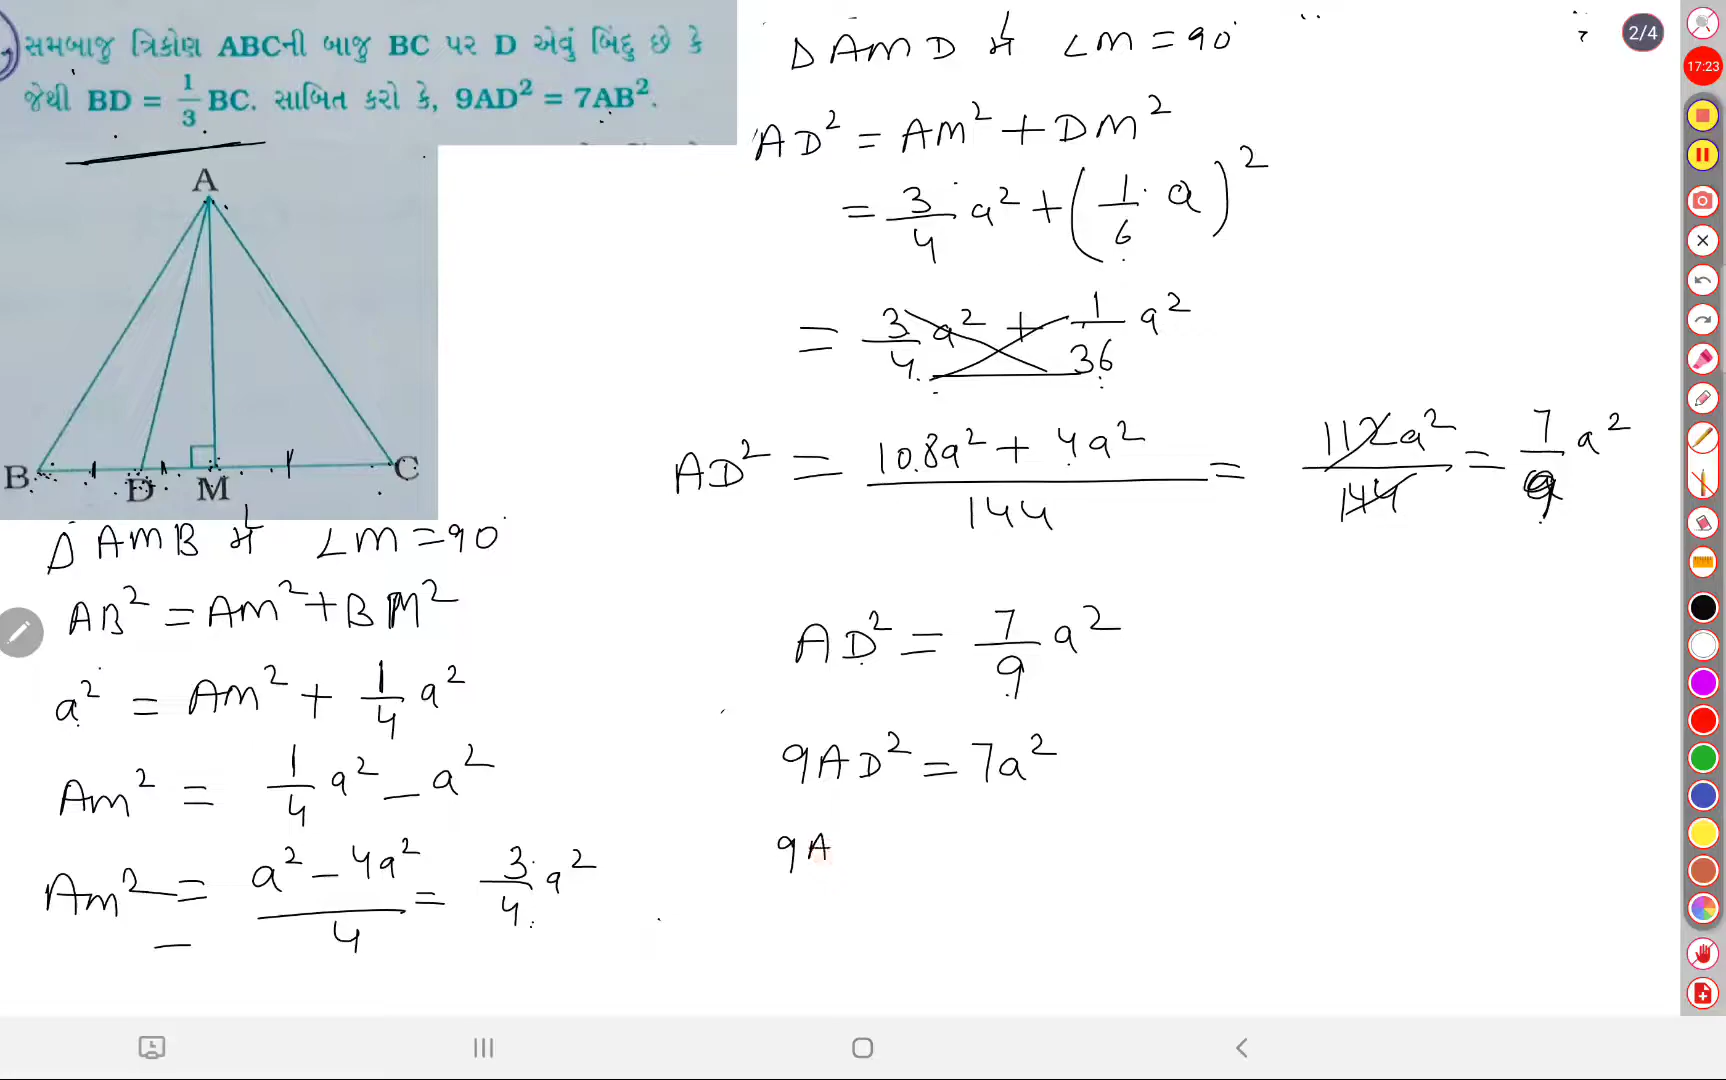 સમબાજુ ત્રિકોણ ABCની બાજુ BC પર D એવું બિંદુ છે કે
જેથી BD = 1/3 BC. સાબિત કરો કે, 9AD² = 7AB².
A
B D M C
Δ AMB में ∠M = 90°
AB² = AM² + BM²
a² = AM² + 1/4 a²
AM² = 1/4 a² - a²
AM² = (a² - 4a²)/4 = 3/4 a²
Δ AMD में ∠M = 90°
AD² = AM² + DM²
= 3/4 a² + (1/6 a)²
= 3/4 a² + 1/36 a²
AD² = (108a² + 4a²)/144 = 112a²/144 = 7/9 a²
AD² = 7/9 a²
9AD² = 7a²
9A
2/4
17:23